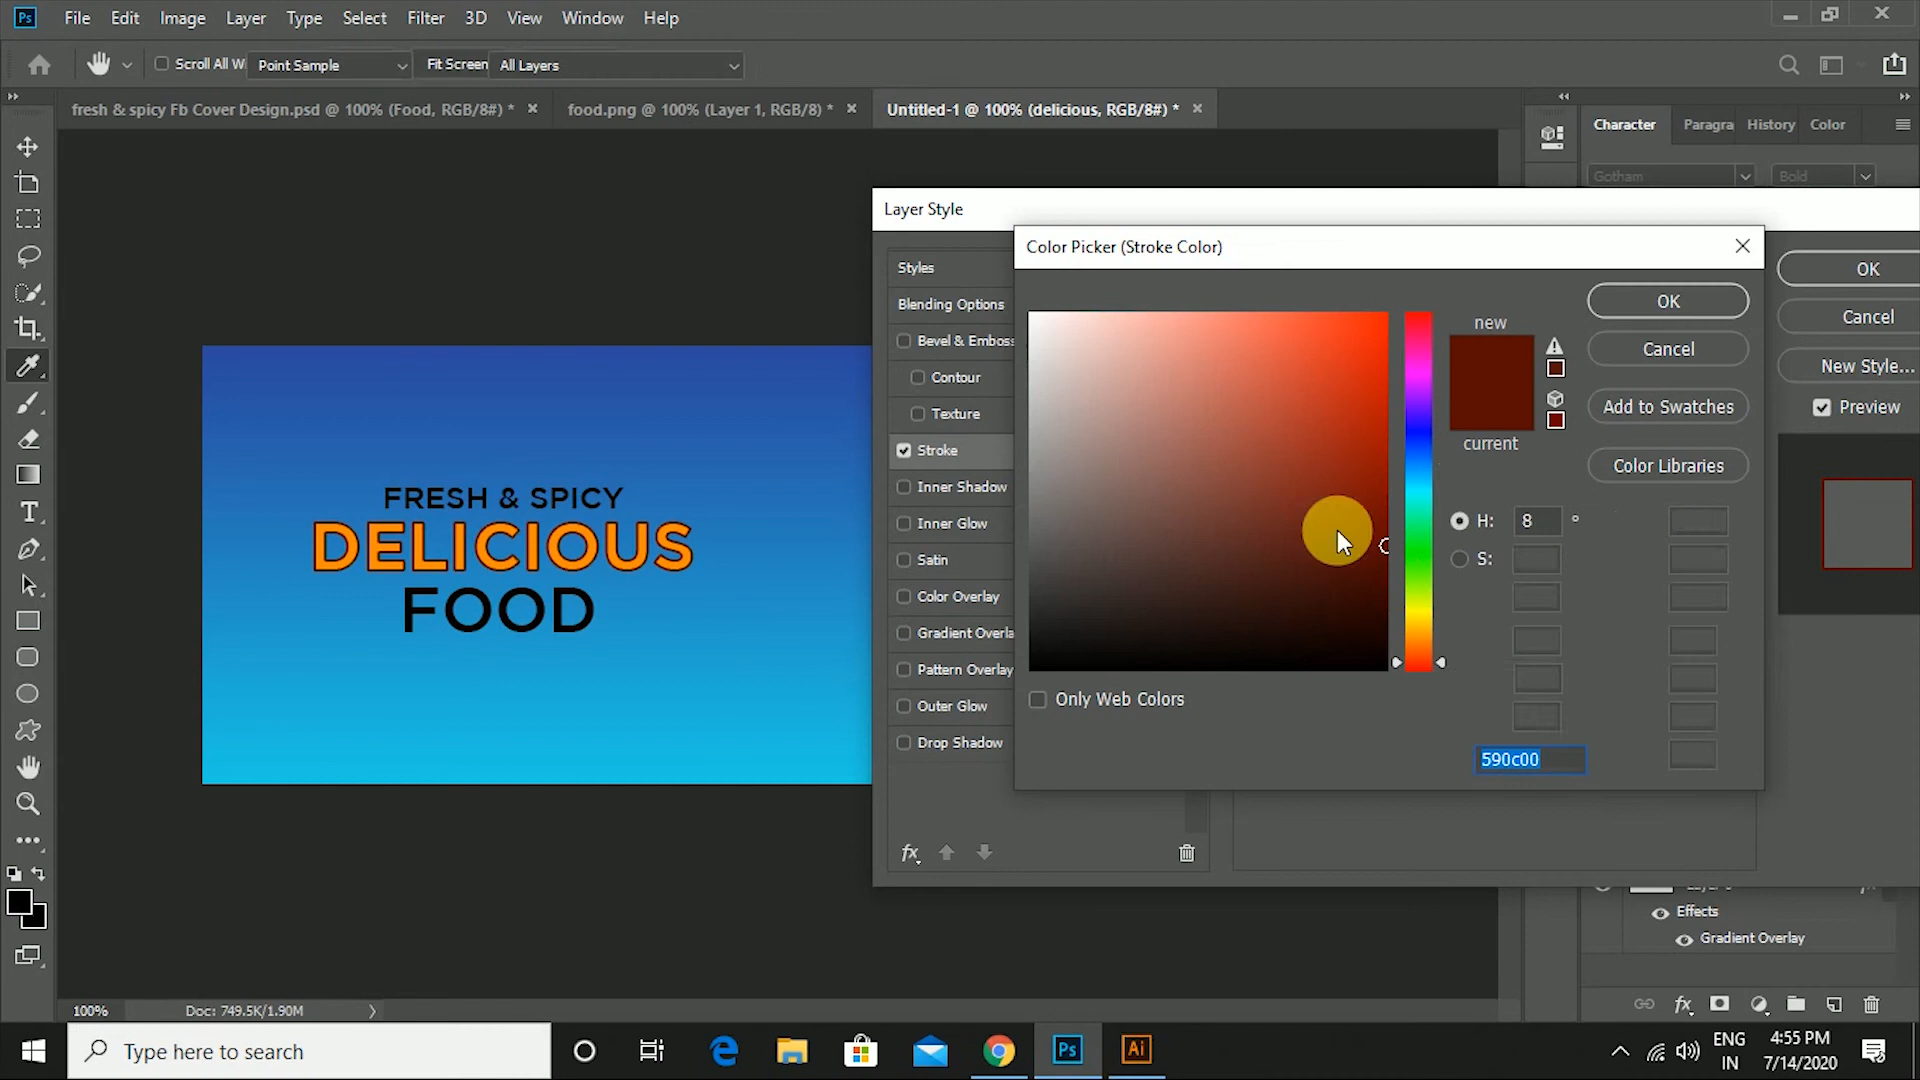 Ps File Edit Image Layer Type Select Filter 3D View Window Help
Scroll All W Point Sample Fit Screen All Layers
fresh & spicy Fb Cover Design.psd @ 100% (Food, RGB/8#) * food.png @ 100% (Layer 1, RGB/8) * Untitled-1 @ 100% (delicious, RGB/8#) *
Character Paragra History Color
Gotham Bold
Layer Style
Color Picker (Stroke Color)
Styles
Blending Options
Bevel & Emboss
Contour
Texture
Stroke
Inner Shadow
Inner Glow
Satin
Color Overlay
Gradient Overla
Pattern Overlay
Outer Glow
Drop Shadow
fx
new
current
OK
Cancel
Add to Swatches
Color Libraries
H: 8 °
S:
590c00
Only Web Colors
OK
Cancel
New Style...
Preview
FRESH & SPICY
DELICIOUS
FOOD
Effects
Gradient Overlay
fx
100% Doc: 749.5K/1.90M
Type here to search
Ps Ai
ENG
IN
4:55 PM
7/14/2020